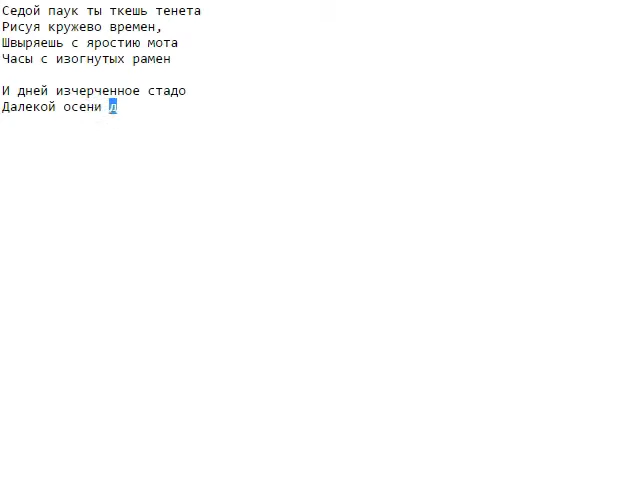 Седой паук ты ткешь тенета
Рисуя кружево времен,
Швыряешь с яростию мота
Часы с изогнутых рамен

И дней изчерченное стадо
Далекой осени л